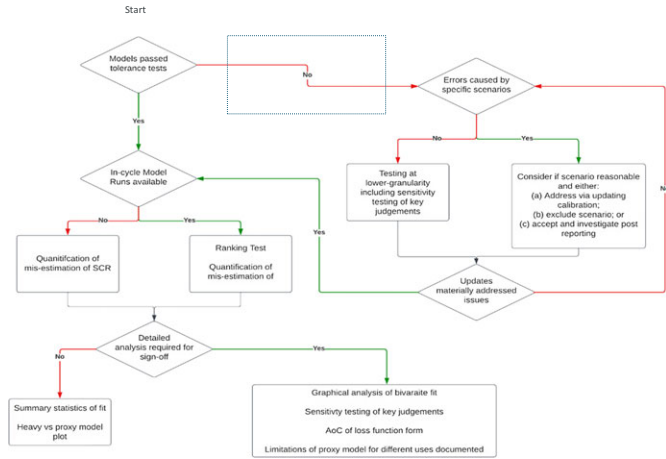 Start
Models passed
tolerance tests
No
Errors caused by
specific scenarios
Yes
No
Yes
In-cycle Model
Runs available
Testing at
lower-granularity
including sensitivity
testing of key
judgements
Consider if scenario reasonable
and either:
(a) Address via updating
calibration;
(b) exclude scenario; or
(c) accept and investigate post
reporting
N
No
Yes
Yes
Quanitifcation of
mis-estimation of SCR
Ranking Test
Quantification of
mis-estimation of
Updates
materially addressed
issues
Detailed
analysis required for
sign-off
No
Yes
Summary statistics of fit
Heavy vs proxy model
plot
Graphical analysis of bivaraite fit
Sensitivty testing of key judgements
AoC of loss function form
Limitations of proxy model for different uses documented